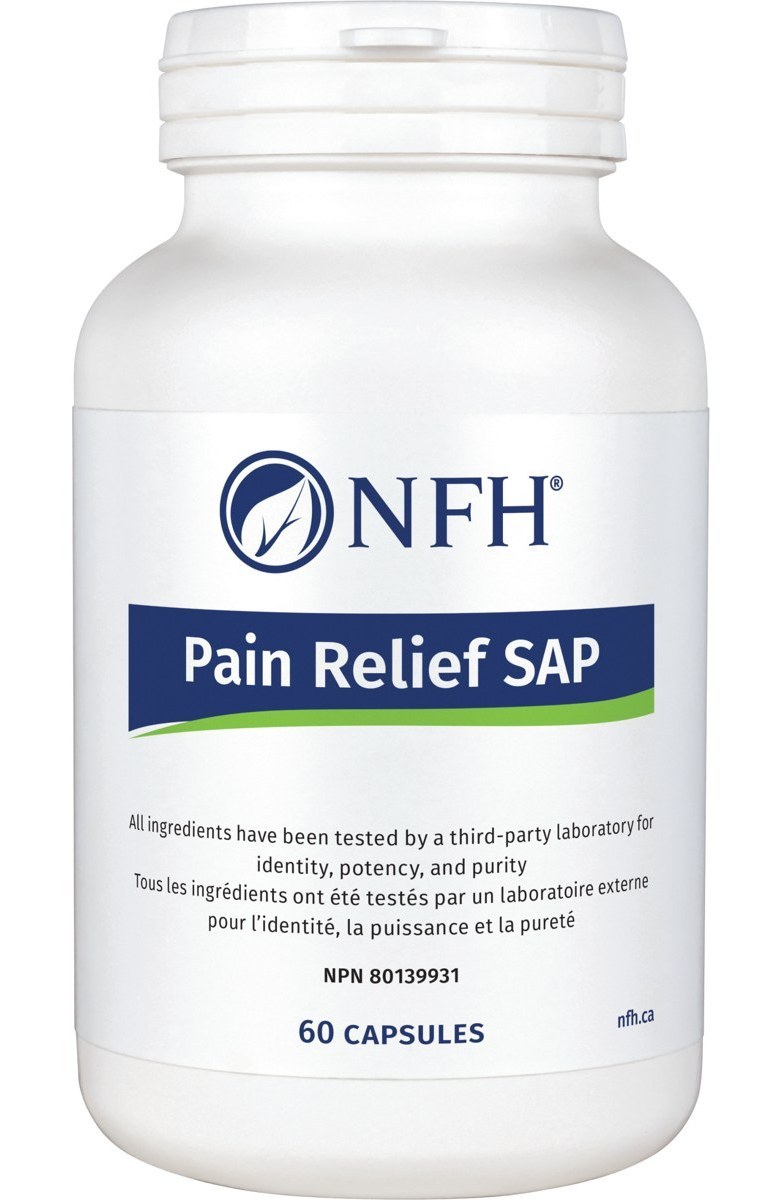 NFH®
Pain Relief SAP
All ingredients have been tested by a third-party laboratory for
identity, potency, and purity
Tous les ingrédients ont été testés par un laboratoire externe
pour l’identité, la puissance et la pureté
NPN 80139931
60 CAPSULES
nfh.ca